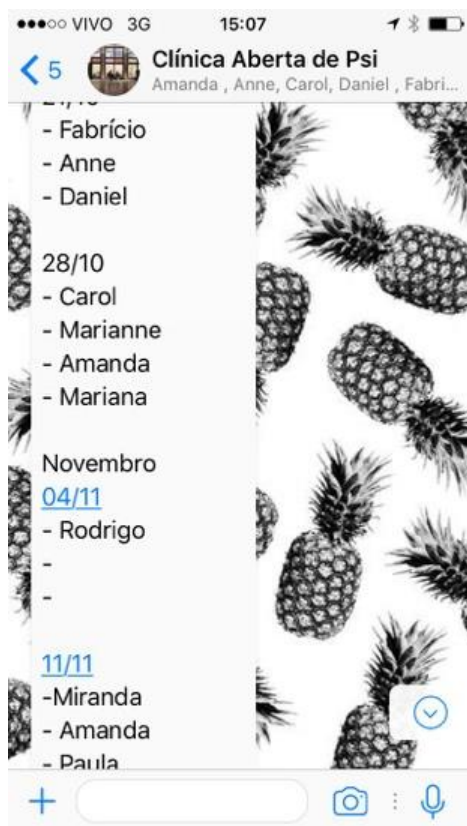 VIVO 3G 15:07
5
Clínica Aberta de Psi
Amanda , Anne, Carol, Daniel , Fabri...
- Fabrício
- Anne
- Daniel
28/10
- Carol
- Marianne
- Amanda
- Mariana
Novembro
04/11
- Rodrigo
-
-
11/11
-Miranda
- Amanda
- Paula